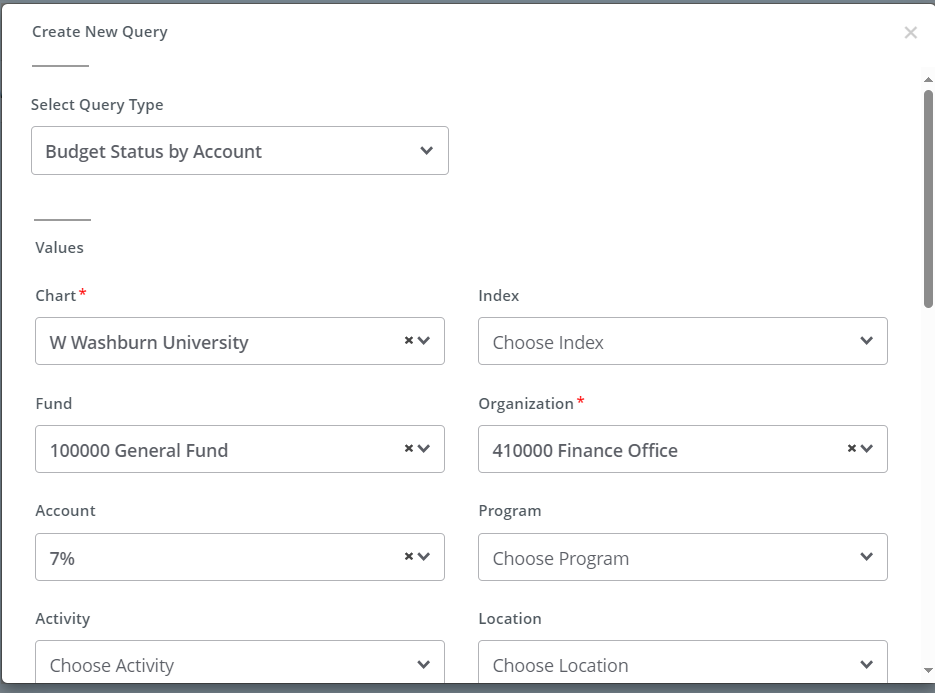 Create New Query
×
Select Query Type
Budget Status by Account
Values
Chart *
Index
W Washburn University ×
Choose Index
Fund
Organization *
100000 General Fund ×
410000 Finance Office ×
Account
Program
7% ×
Choose Program
Activity
Location
Choose Activity
Choose Location